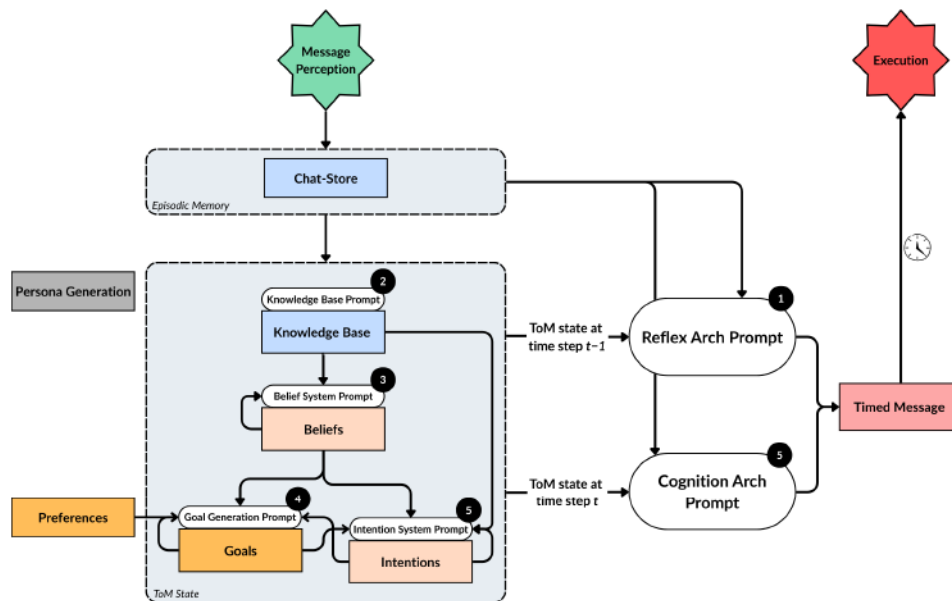 Message
Perception
Execution
Chat-Store
Episodic Memory
Persona Generation
2
Knowledge Base Prompt
Knowledge Base
ToM state at
time step t−1
1
Reflex Arch Prompt
3
Belief System Prompt
Beliefs
Timed Message
ToM state at
time step t
5
Cognition Arch
Prompt
Preferences
4
Goal Generation Prompt
Goals
5
Intention System Prompt
Intentions
ToM State